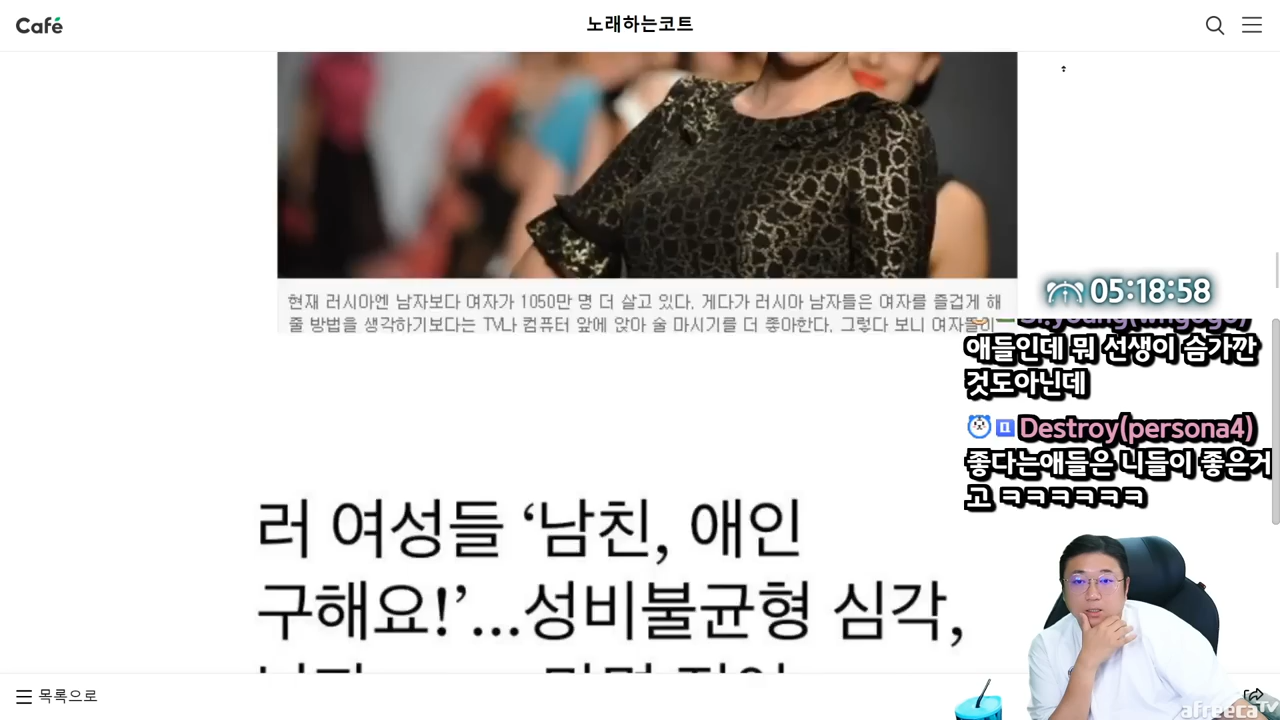 Café
노래하는코트
현재 러시아엔 남자보다 여자가 1050만 명 더 살고 있다. 게다가 러시아 남자들은 여자를 즐겁게 해
줄 방법을 생각하기보다는 TV나 컴퓨터 앞에 앉아 술 마시기를 더 좋아한다. 그렇다 보니 여자들이
05:18:58
애들인데 뭐 선생이 슴가깐
것도아닌데
Destroy(persona4)
좋다는애들은 니들이 좋은거
고 ㅋㅋㅋㅋㅋㅋ
러 여성들 ‘남친, 애인
구해요!’...성비불균형 심각,
목록으로
afreecaTV